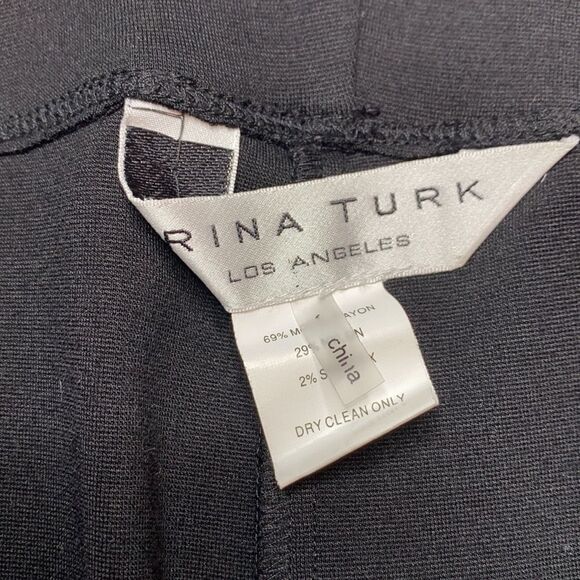 RINA TURK
LOS ANGELES
69%
29%
2%
china
DRY CLEAN ONLY